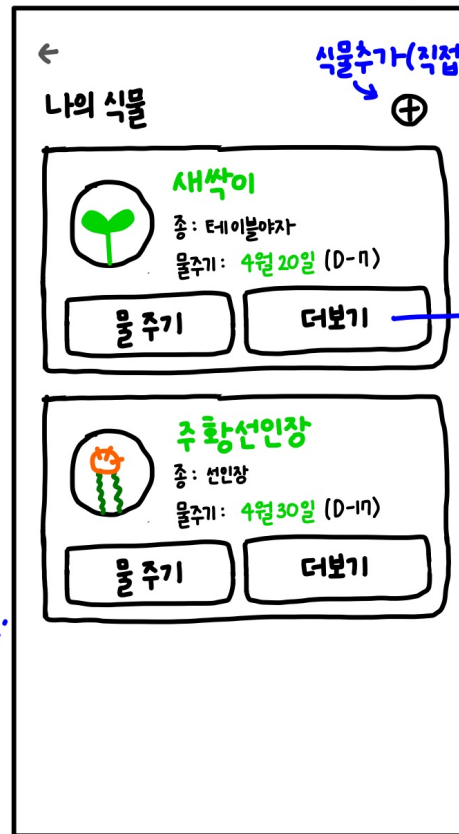 식물추가(직접
나의 식물
새싹이
종: 테이블야자
물주기: 4월 20일 (D-7)
물 주기
더보기
주황선인장
종: 선인장
물주기: 4월 30일 (D-17)
물 주기
더보기